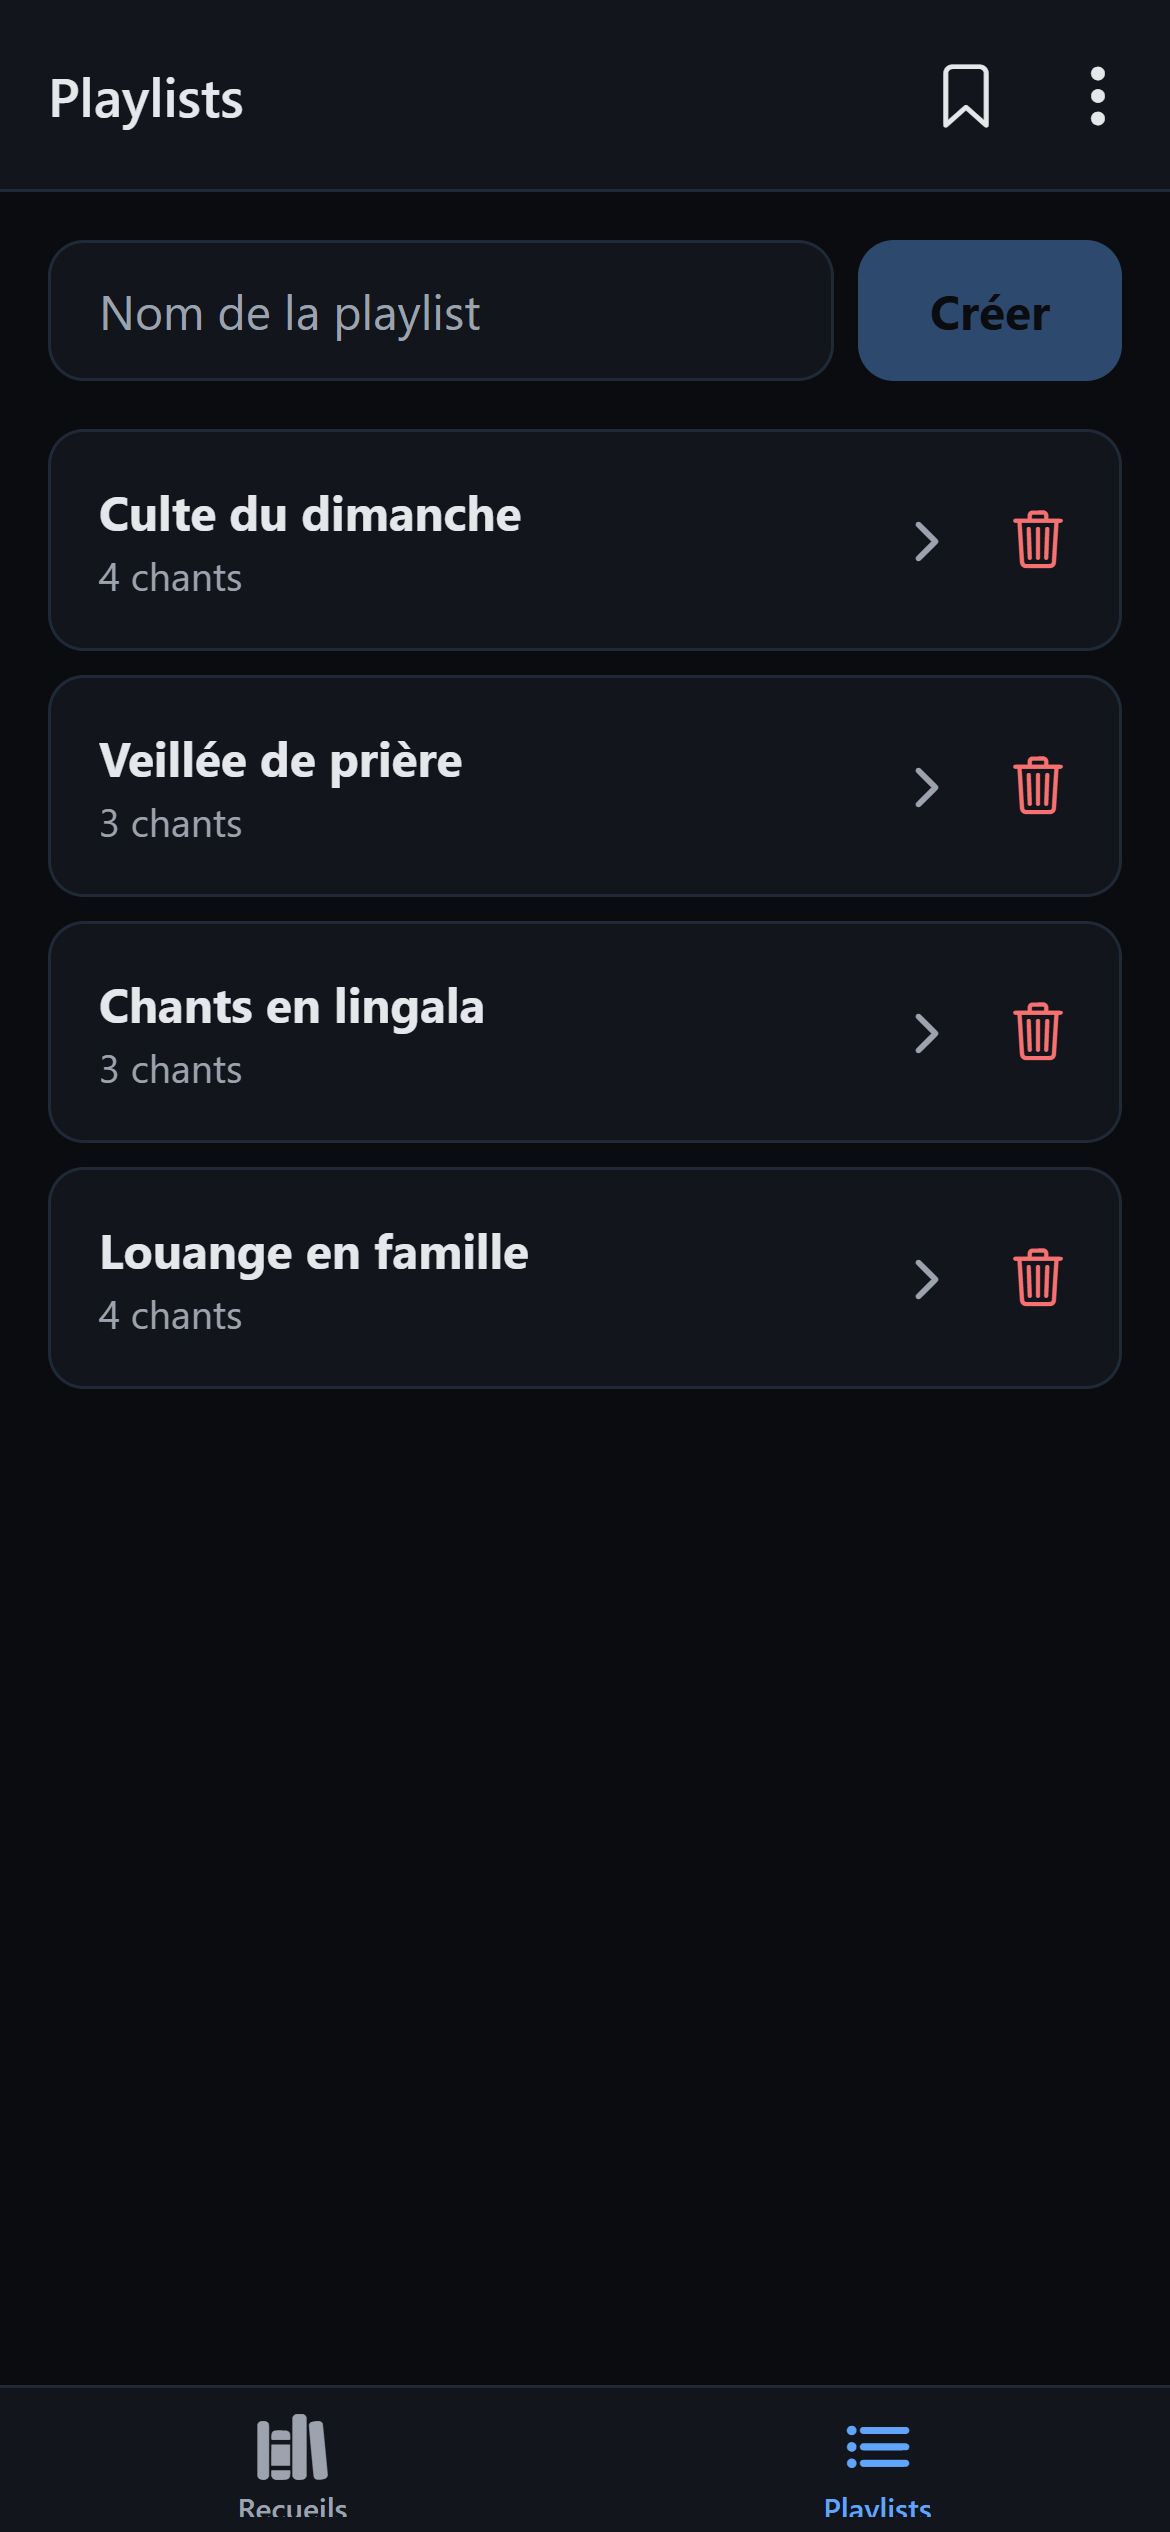 Playlists
Nom de la playlist
Créer
Culte du dimanche
4 chants
Veillée de prière
3 chants
Chants en lingala
3 chants
Louange en famille
4 chants
Recueils
Playlists